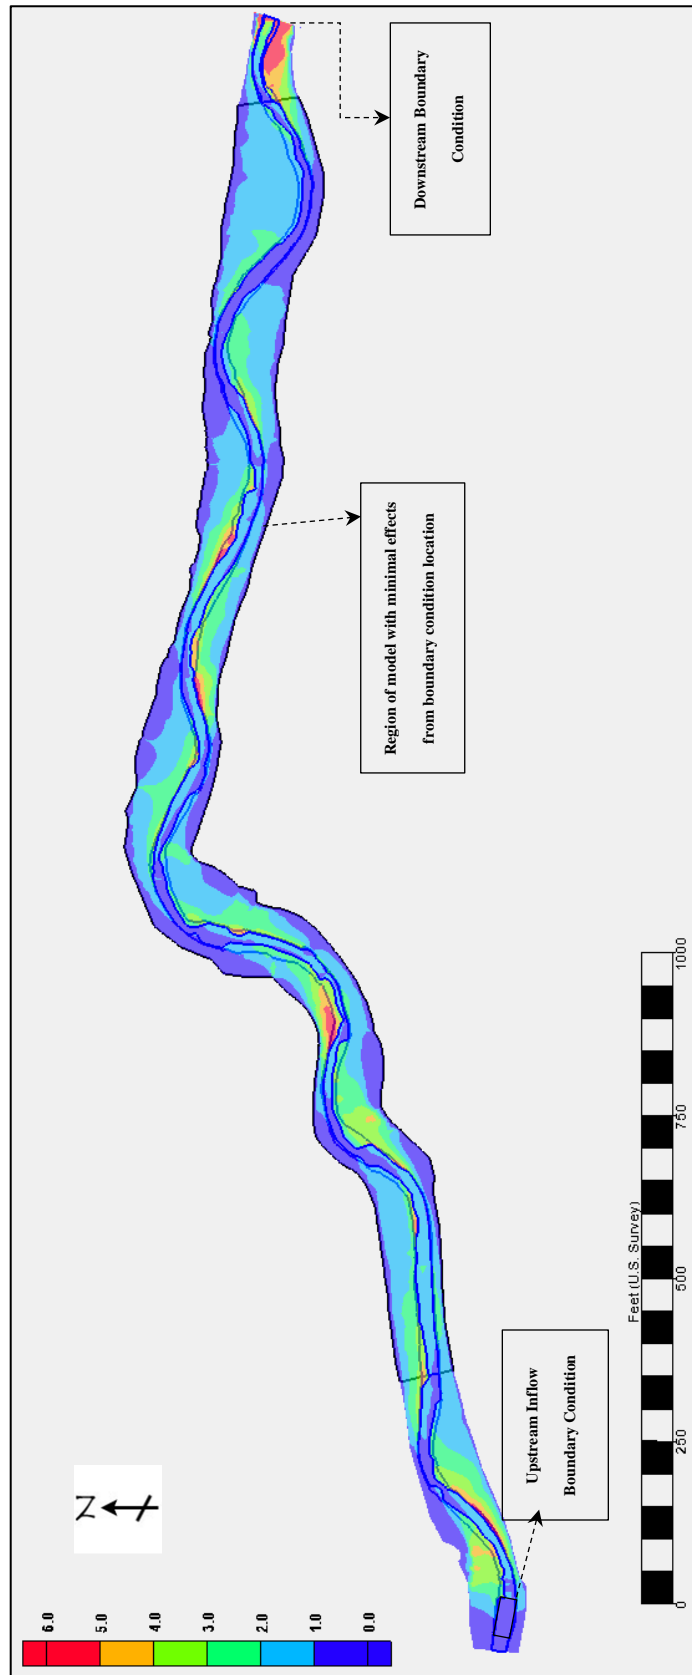 Downstream Boundary
Condition
Region of model with minimal effects
from boundary condition location
Upstream Inflow
Boundary Condition
Feet (U.S. Survey)
0
250
500
750
1000
N
6.0
5.0
4.0
3.0
2.0
1.0
0.0